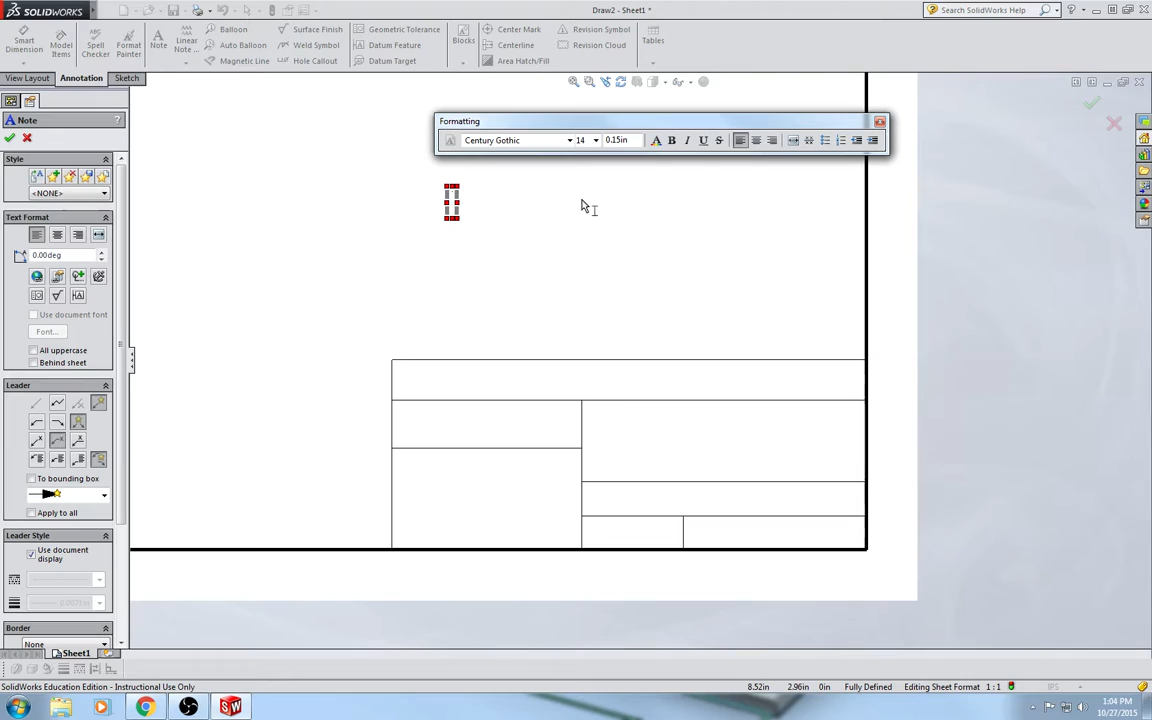 SOLIDWORKS
Draw2 - Sheet1 *
Search SolidWorks Help
Smart Dimension
Model Items
Spell Checker
Format Painter
Note
Linear Note ...
Balloon
Auto Balloon
Magnetic Line
Surface Finish
Weld Symbol
Hole Callout
Geometric Tolerance
Datum Feature
Datum Target
Blocks
Center Mark
Centerline
Area Hatch/Fill
Revision Symbol
Revision Cloud
Tables
View Layout
Annotation
Sketch
Note
?
Style
<NONE>
Text Format
0.00deg
Use document font
Font...
All uppercase
Behind sheet
Leader
To bounding box
Apply to all
Leader Style
Use document display
0.0071in
Border
None
Formatting
Century Gothic
14
0.15in
A B I U S
Sheet1
SolidWorks Education Edition - Instructional Use Only
8.52in
2.96in
0in
Fully Defined
Editing Sheet Format
1 : 1
IPS
1:04 PM
10/27/2015